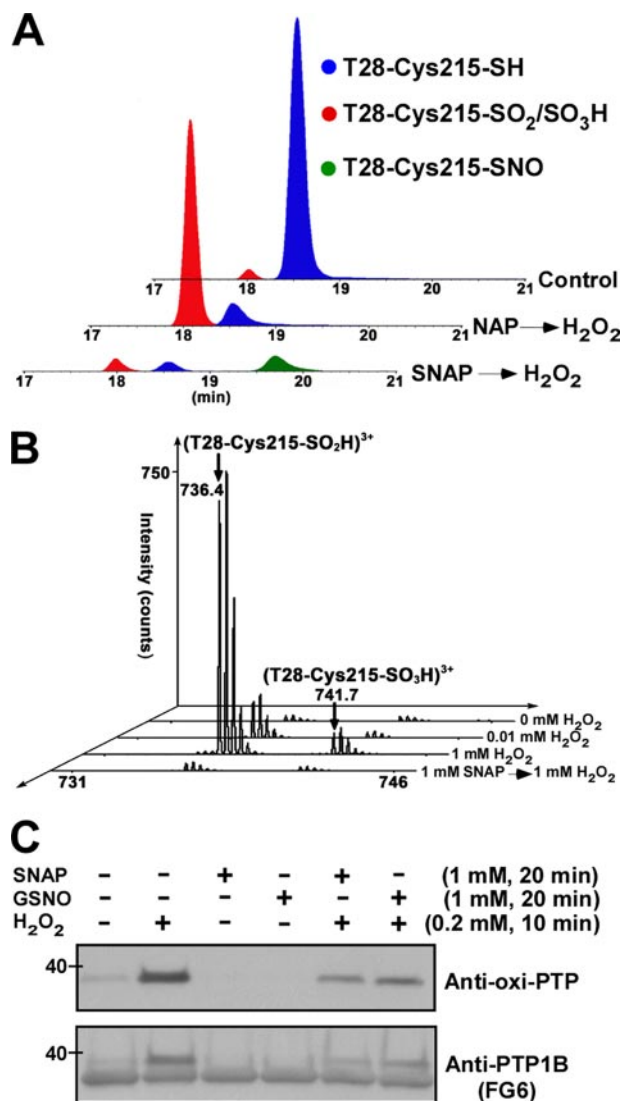 A
T28-Cys215-SH
T28-Cys215-SO₂/SO₃H
T28-Cys215-SNO
17 18 19 20 21 Control
17 18 19 20 21 NAP → H₂O₂
17 18 19 20 21 SNAP → H₂O₂
(min)
B
(T28-Cys215-SO₂H)³⁺
750
736.4
Intensity (counts)
(T28-Cys215-SO₃H)³⁺
741.7
0 mM H₂O₂
0.01 mM H₂O₂
1 mM H₂O₂
731 746 1 mM SNAP → 1 mM H₂O₂
C
SNAP - - + - + - (1 mM, 20 min)
GSNO - - - + - + (1 mM, 20 min)
H₂O₂ - + - - + + (0.2 mM, 10 min)
40 Anti-oxi-PTP
40 Anti-PTP1B
(FG6)